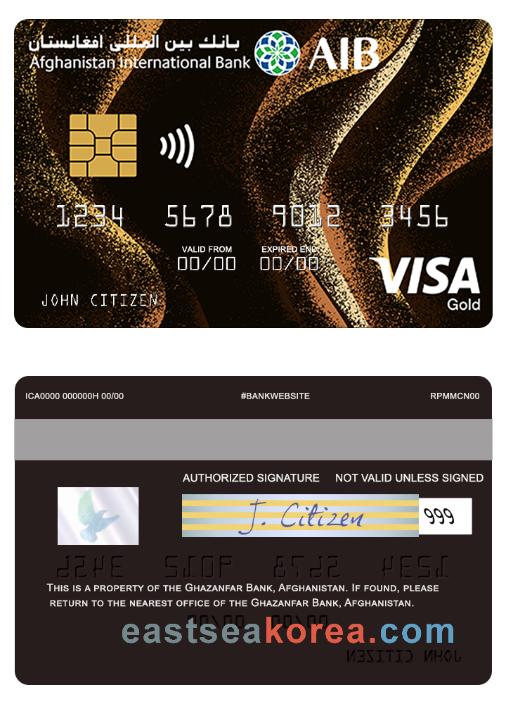 بانك بين المللى افغانستان
Afghanistan International Bank AIB
1234 5678 9012 3456
VALID FROM EXPIRED END
00/00 00/00
JOHN CITIZEN
VISA
Gold
ICA0000 000000H 00/00 #BANKWEBSITE RPMMCN00
AUTHORIZED SIGNATURE NOT VALID UNLESS SIGNED
J. Citizen 999
THIS IS A PROPERTY OF THE GHAZANFAR BANK, AFGHANISTAN. IF FOUND, PLEASE
RETURN TO THE NEAREST OFFICE OF THE GHAZANFAR BANK, AFGHANISTAN.
eastseakorea.com